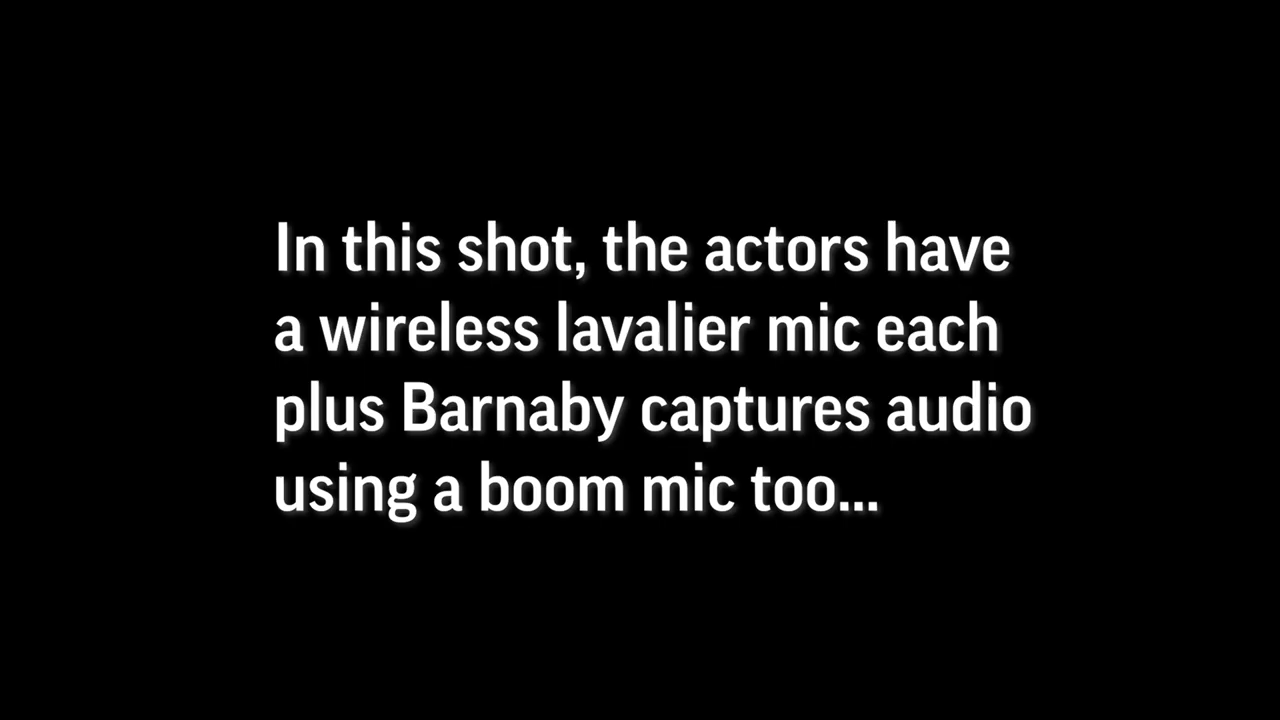 In this shot, the actors have
a wireless lavalier mic each
plus Barnaby captures audio
using a boom mic too...